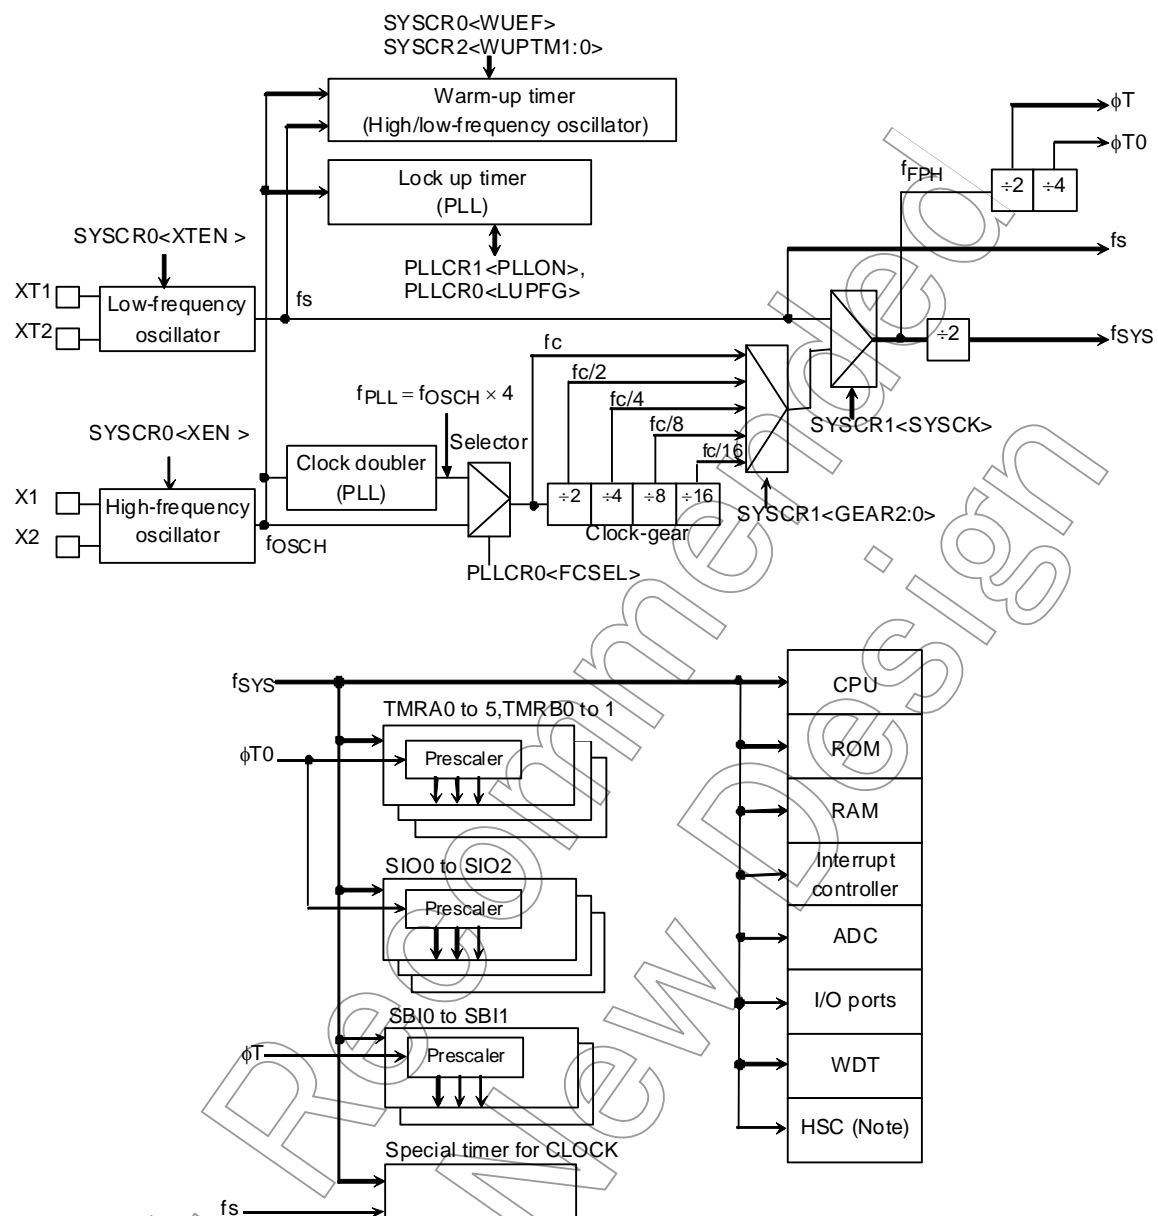 SYSCR0<WUEF>
SYSCR2<WUPTM1:0>
Warm-up timer
(High/low-frequency oscillator)
ϕT
ϕT0
fFPH
÷2
÷4
Lock up timer
(PLL)
SYSCR0<XTEN >
fs
PLLCR1<PLLON>,
PLLCR0<LUPFG>
XT1
XT2
Low-frequency
oscillator
fs
÷2
fSYS
fc
fc/2
fc/4
fc/8
fc/16
fPLL = fOSCH × 4
SYSCR1<SYSCK>
SYSCR0<XEN >
Selector
Clock doubler
(PLL)
X1
X2
High-frequency
oscillator
fOSCH
÷2
÷4
÷8
÷16
Clock-gear
SYSCR1<GEAR2:0>
PLLCR0<FCSEL>
fSYS
TMRA0 to 5,TMRB0 to 1
ϕT0
Prescaler
SIO0 to SIO2
Prescaler
SBI0 to SBI1
ϕT
Prescaler
Special timer for CLOCK
fs
CPU
ROM
RAM
Interrupt
controller
ADC
I/O ports
WDT
HSC (Note)
Recommended
New Design